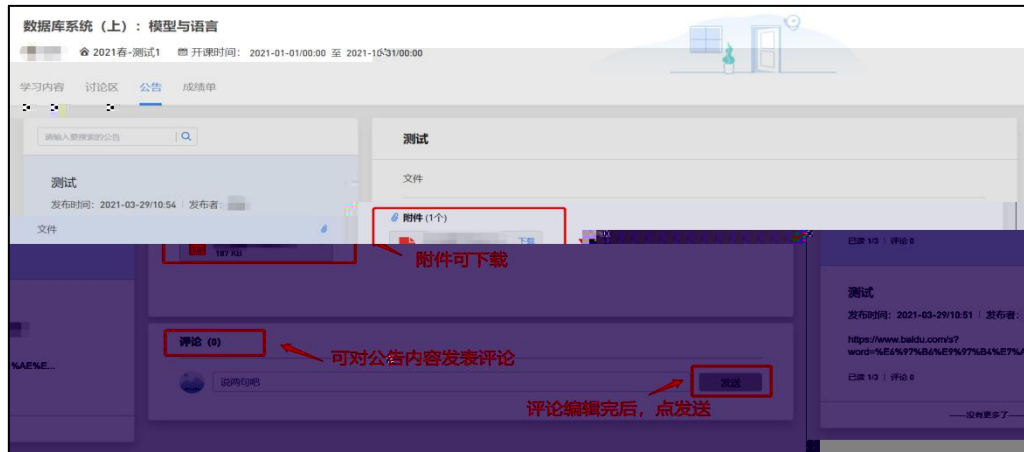 数据库系统（上）：模型与语言
2021春-测试1 开课时间： 2021-01-01/00:00 至 2021-10-31/00:00
学习内容 讨论区 公告 成绩单
请输入要搜索的公告
测试
发布时间：2021-03-29/10:54 | 发布者：
文件
测试
文件
附件 (1个)
下载
187 KB
附件可下载
评论 (0)
可对公告内容发表评论
说两句吧
发送
评论编辑完后，点发送
%AE%E...
已读 1/3 | 评论 0
测试
发布时间：2021-03-29/10:51 | 发布者：
https://www.baidu.com/s?
word=%E6%97%B6%E9%97%B4%E7%A
已读 1/3 | 评论 0
——没有更多了——